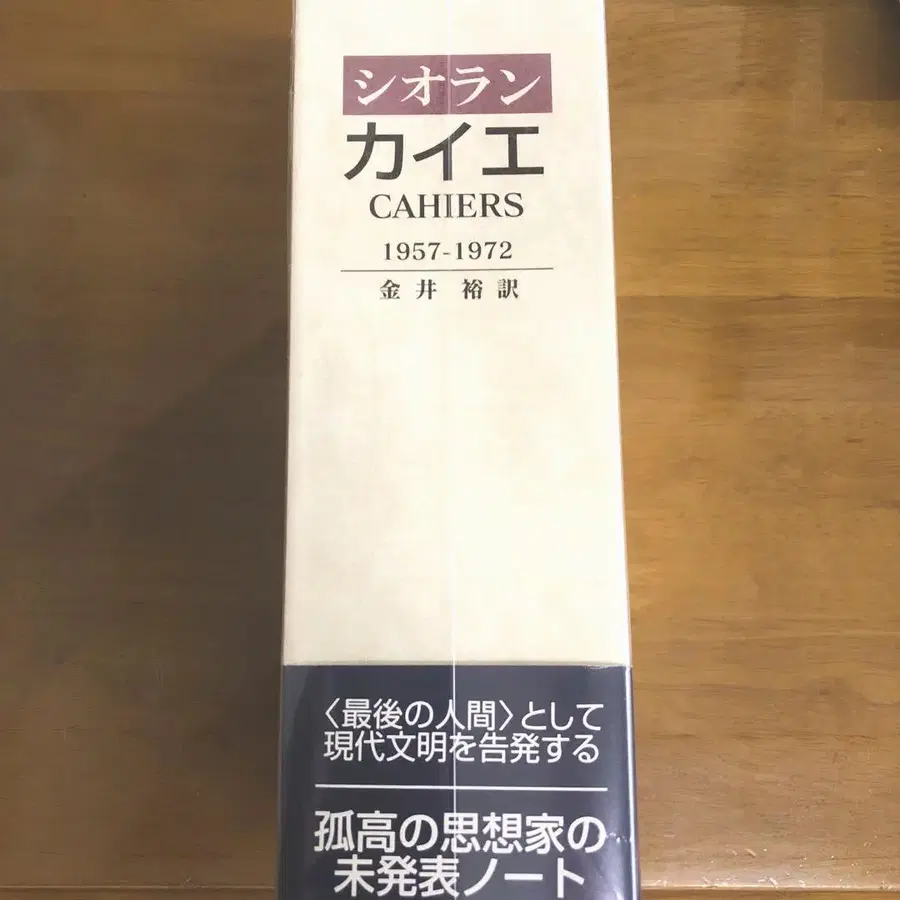 シオラン
カイエ
CAHIERS
1957-1972
金井 裕訳
〈最後の人間〉として
現代文明を告発する
孤高の思想家の
未発表ノート